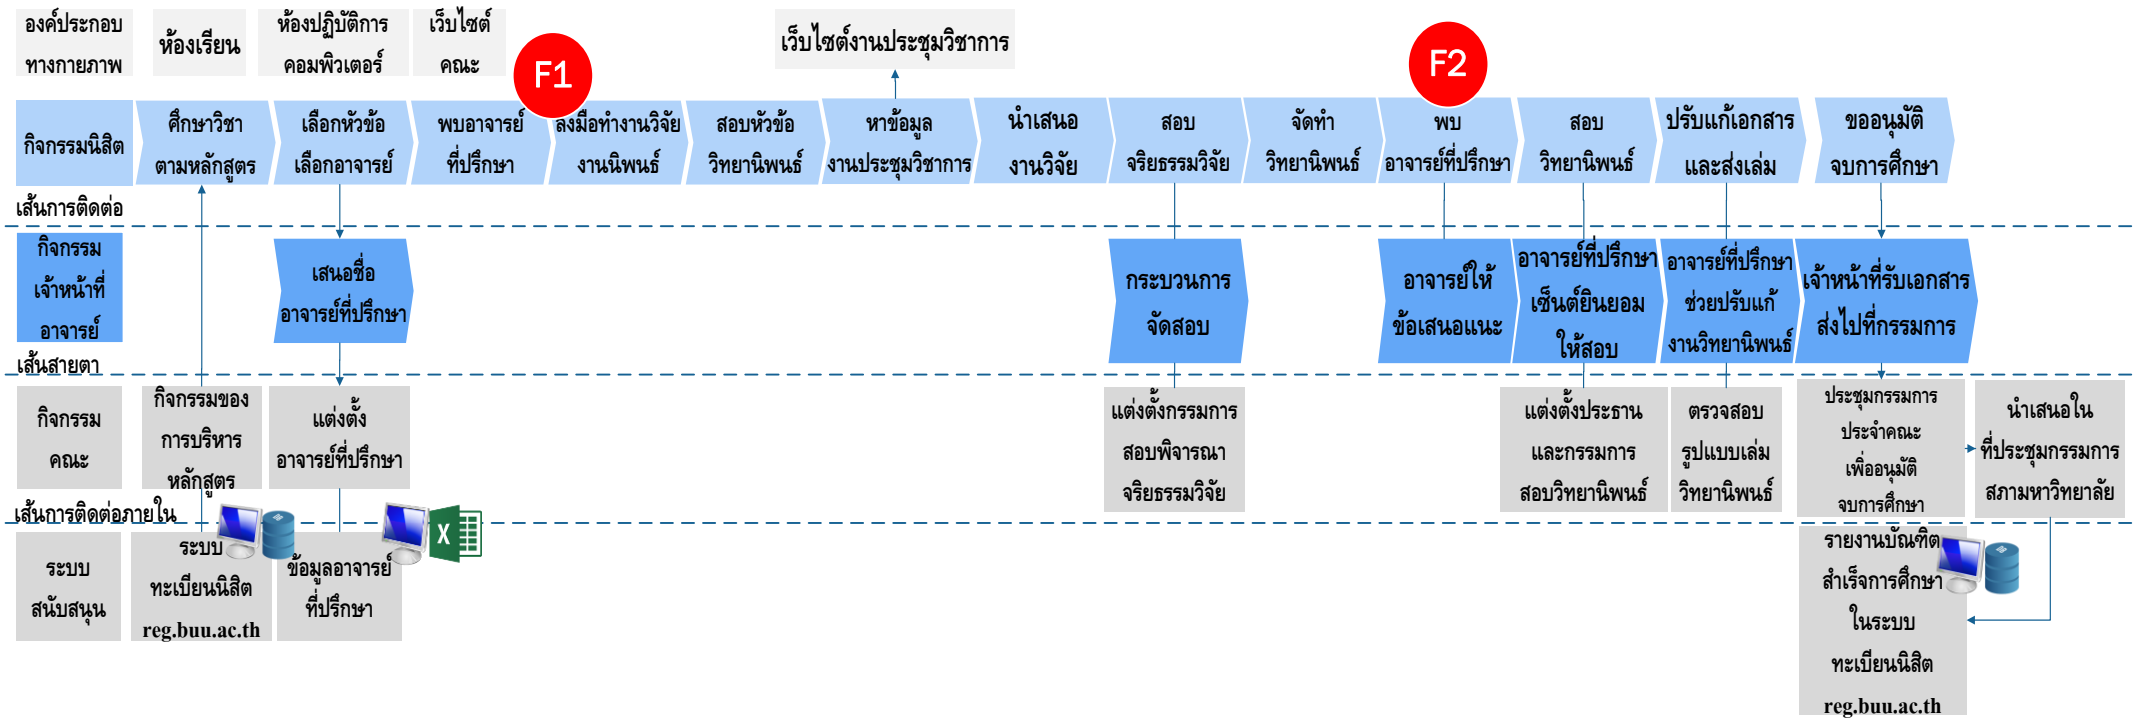 องค์ประกอบ
ทางกายภาพ
ห้องเรียน
ห้องปฏิบัติการ
คอมพิวเตอร์
เว็บไซต์
คณะ
F1
เว็บไซต์งานประชุมวิชาการ
F2
กิจกรรมนิสิต
ศึกษาวิชา
ตามหลักสูตร
เลือกหัวข้อ
เลือกอาจารย์
พบอาจารย์
ที่ปรึกษา
ลงมือทำงานวิจัย
งานนิพนธ์
สอบหัวข้อ
วิทยานิพนธ์
หาข้อมูล
งานประชุมวิชาการ
นำเสนอ
งานวิจัย
สอบ
จริยธรรมวิจัย
จัดทำ
วิทยานิพนธ์
พบ
อาจารย์ที่ปรึกษา
สอบ
วิทยานิพนธ์
ปรับแก้เอกสาร
และส่งเล่ม
ขออนุมัติ
จบการศึกษา
เส้นการติดต่อ
กิจกรรม
เจ้าหน้าที่
อาจารย์
เสนอชื่อ
อาจารย์ที่ปรึกษา
กระบวนการ
จัดสอบ
อาจารย์ให้
ข้อเสนอแนะ
อาจารย์ที่ปรึกษา
เซ็นต์ยินยอม
ให้สอบ
อาจารย์ที่ปรึกษา
ช่วยปรับแก้
งานวิทยานิพนธ์
เจ้าหน้าที่รับเอกสาร
ส่งไปที่กรรมการ
เส้นสายตา
กิจกรรม
คณะ
กิจกรรมของ
การบริหาร
หลักสูตร
แต่งตั้ง
อาจารย์ที่ปรึกษา
แต่งตั้งกรรมการ
สอบพิจารณา
จริยธรรมวิจัย
แต่งตั้งประธาน
และกรรมการ
สอบวิทยานิพนธ์
ตรวจสอบ
รูปแบบเล่ม
วิทยานิพนธ์
ประชุมกรรมการ
ประจำคณะ
เพื่ออนุมัติ
จบการศึกษา
นำเสนอใน
ที่ประชุมกรรมการ
สภามหาวิทยาลัย
เส้นการติดต่อภายใน
ระบบ
สนับสนุน
ระบบ
ทะเบียนนิสิต
reg.buu.ac.th
X
ข้อมูลอาจารย์
ที่ปรึกษา
รายงานบัณฑิต
สำเร็จการศึกษา
ในระบบ
ทะเบียนนิสิต
reg.buu.ac.th